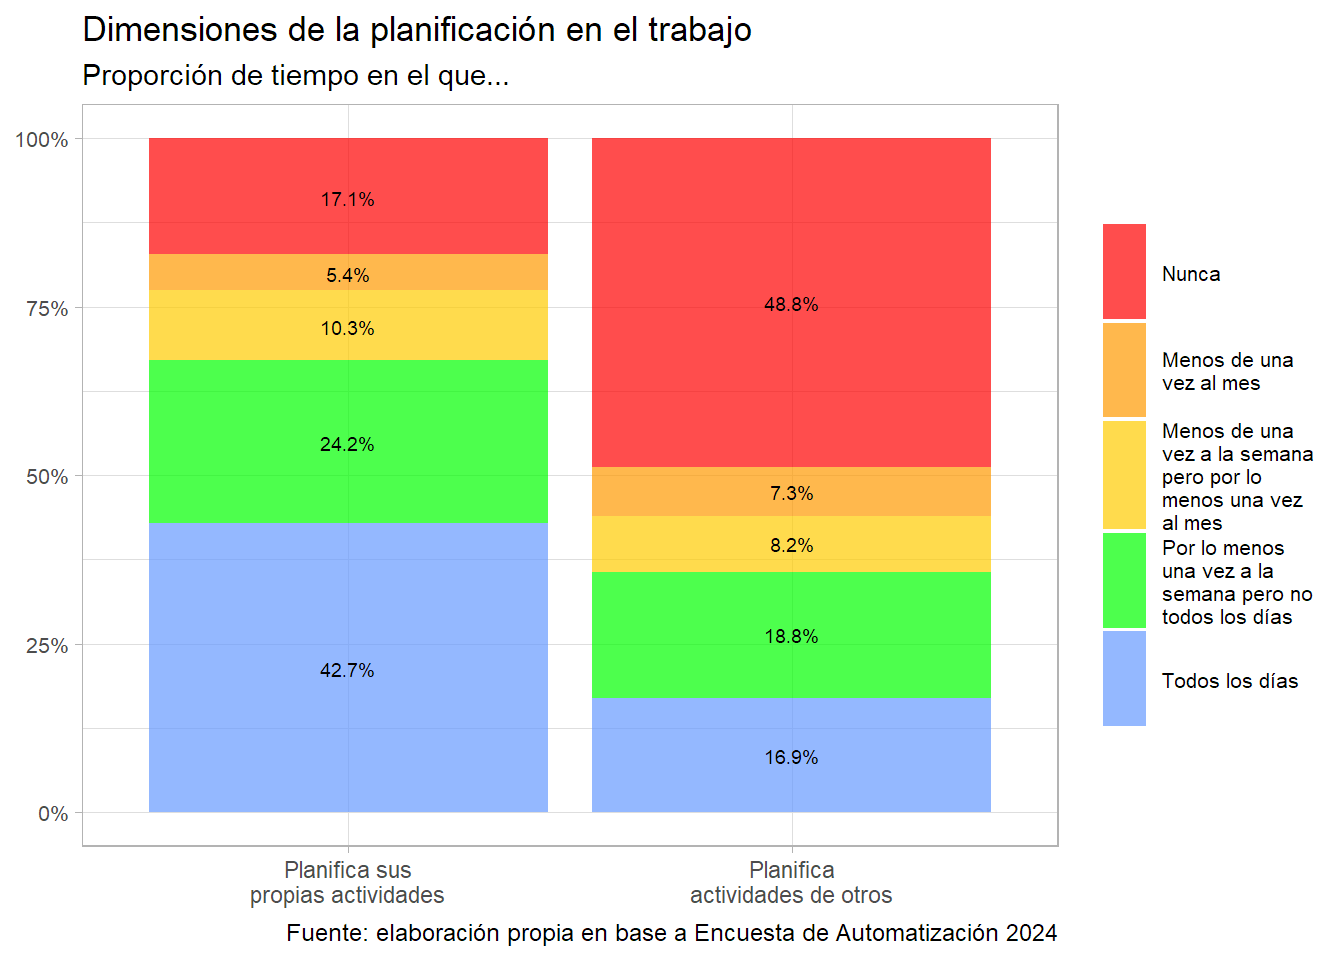 Dimensiones de la planificación en el trabajo
Proporción de tiempo en el que...
100%
75%
50%
25%
0%
17.1%
5.4%
10.3%
24.2%
42.7%
48.8%
7.3%
8.2%
18.8%
16.9%
Planifica sus
propias actividades
Planifica
actividades de otros
Nunca
Menos de una
vez al mes
Menos de una
vez a la semana
pero por lo
menos una vez
al mes
Por lo menos
una vez a la
semana pero no
todos los días
Todos los días
Fuente: elaboración propia en base a Encuesta de Automatización 2024